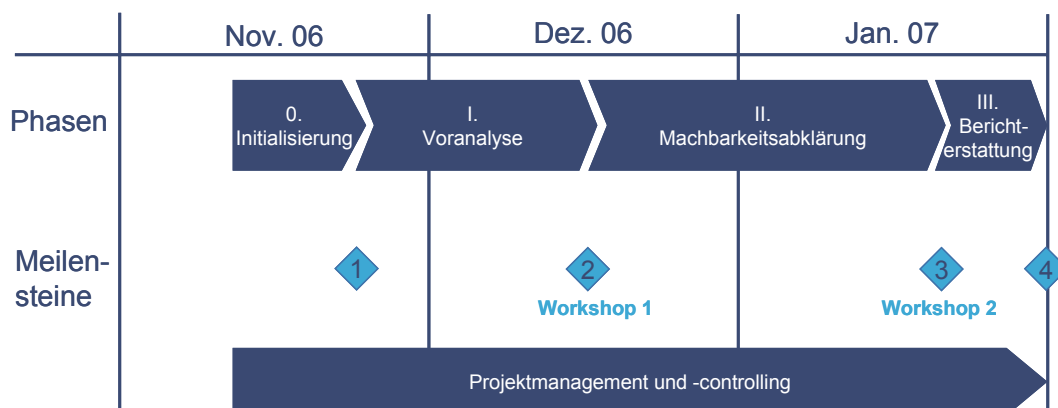 Nov. 06
Dez. 06
Jan. 07
Phasen
0.
Initialisierung
I.
Voranalyse
II.
Machbarkeitsabklärung
III.
Bericht-
erstattung
Meilen-
steine
1
2
3
4
Workshop 1
Workshop 2
Projektmanagement und -controlling